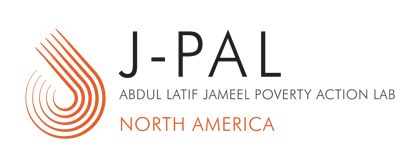 J-PAL
ABDUL LATIF JAMEEL POVERTY ACTION LAB
NORTH AMERICA